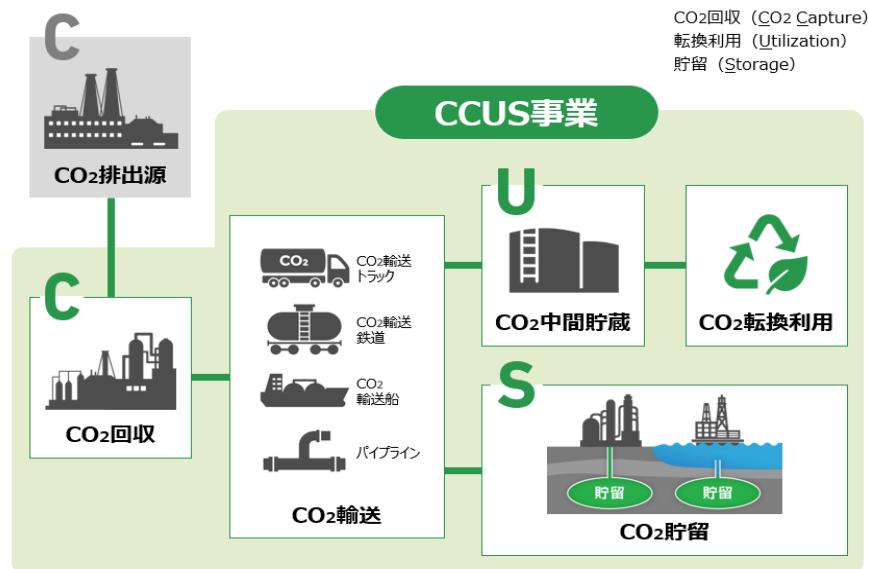 CO2回収（CO2 Capture）
転換利用（Utilization）
貯留（Storage）
C
CO2排出源
CCUS事業
C
CO2回収
CO2
CO2輸送
トラック
CO2輸送
鉄道
CO2
輸送船
パイプライン
CO2輸送
U
CO2中間貯蔵
CO2転換利用
S
貯留
貯留
CO2貯留